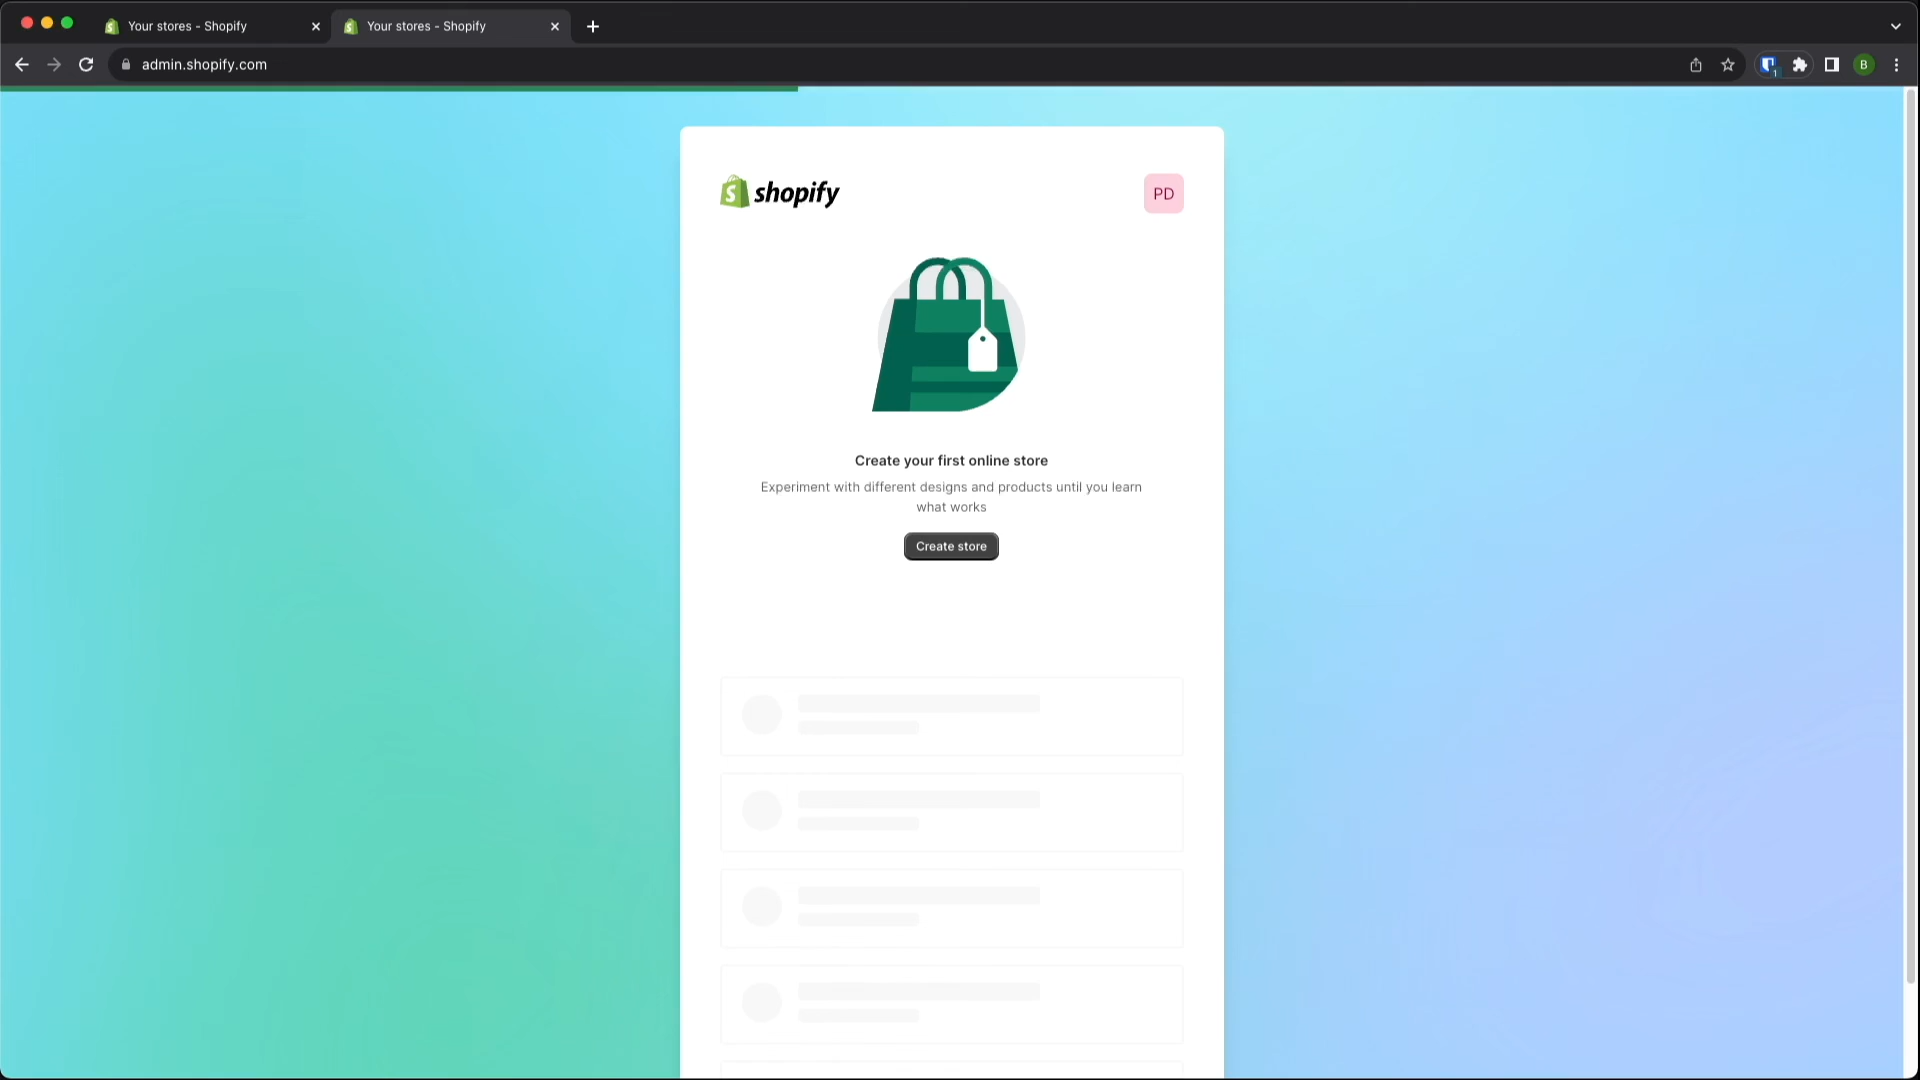 Your stores - Shopify
Your stores - Shopify
admin.shopify.com
1
B
shopify
PD
Create your first online store
Experiment with different designs and products until you learn
what works
Create store